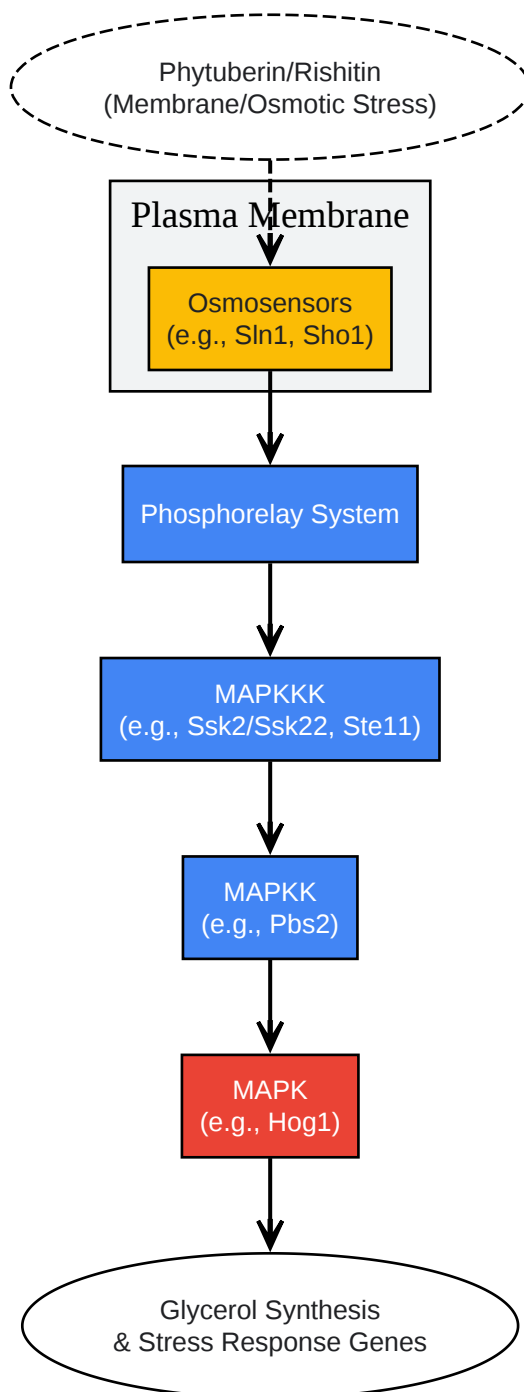 Phytuberin/Rishitin
(Membrane/Osmotic Stress)
Plasma Membrane
Osmosensors
(e.g., Sln1, Sho1)
Phosphorelay System
MAPKKK
(e.g., Ssk2/Ssk22, Ste11)
MAPKK
(e.g., Pbs2)
MAPK
(e.g., Hog1)
Glycerol Synthesis
& Stress Response Genes